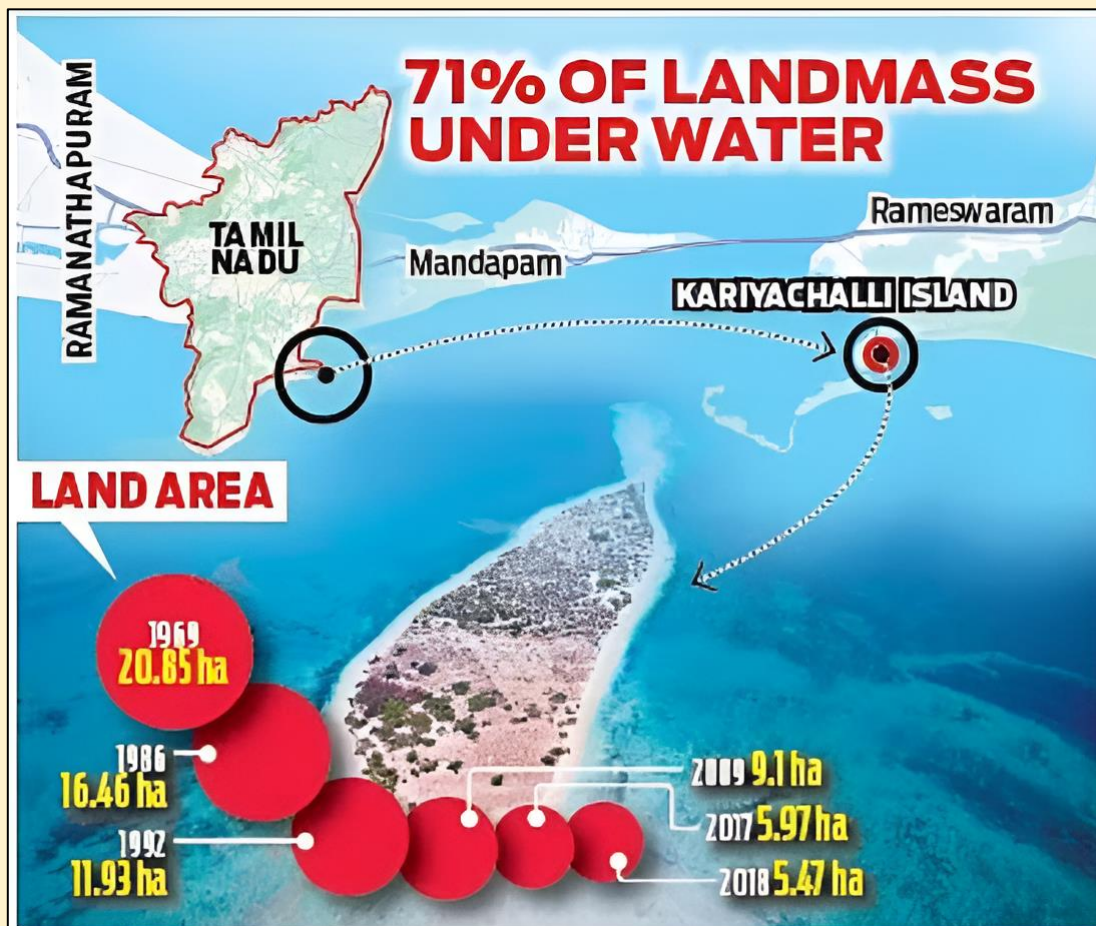 71% OF LANDMASS
UNDER WATER
RAMANATHAPURAM
TAMIL
NADU
Mandapam
Rameswaram
KARIYACHALLI ISLAND
LAND AREA
1969
20.85 ha
1986
16.46 ha
1992
11.93 ha
2009 9.1 ha
2017 5.97 ha
2018 5.47 ha